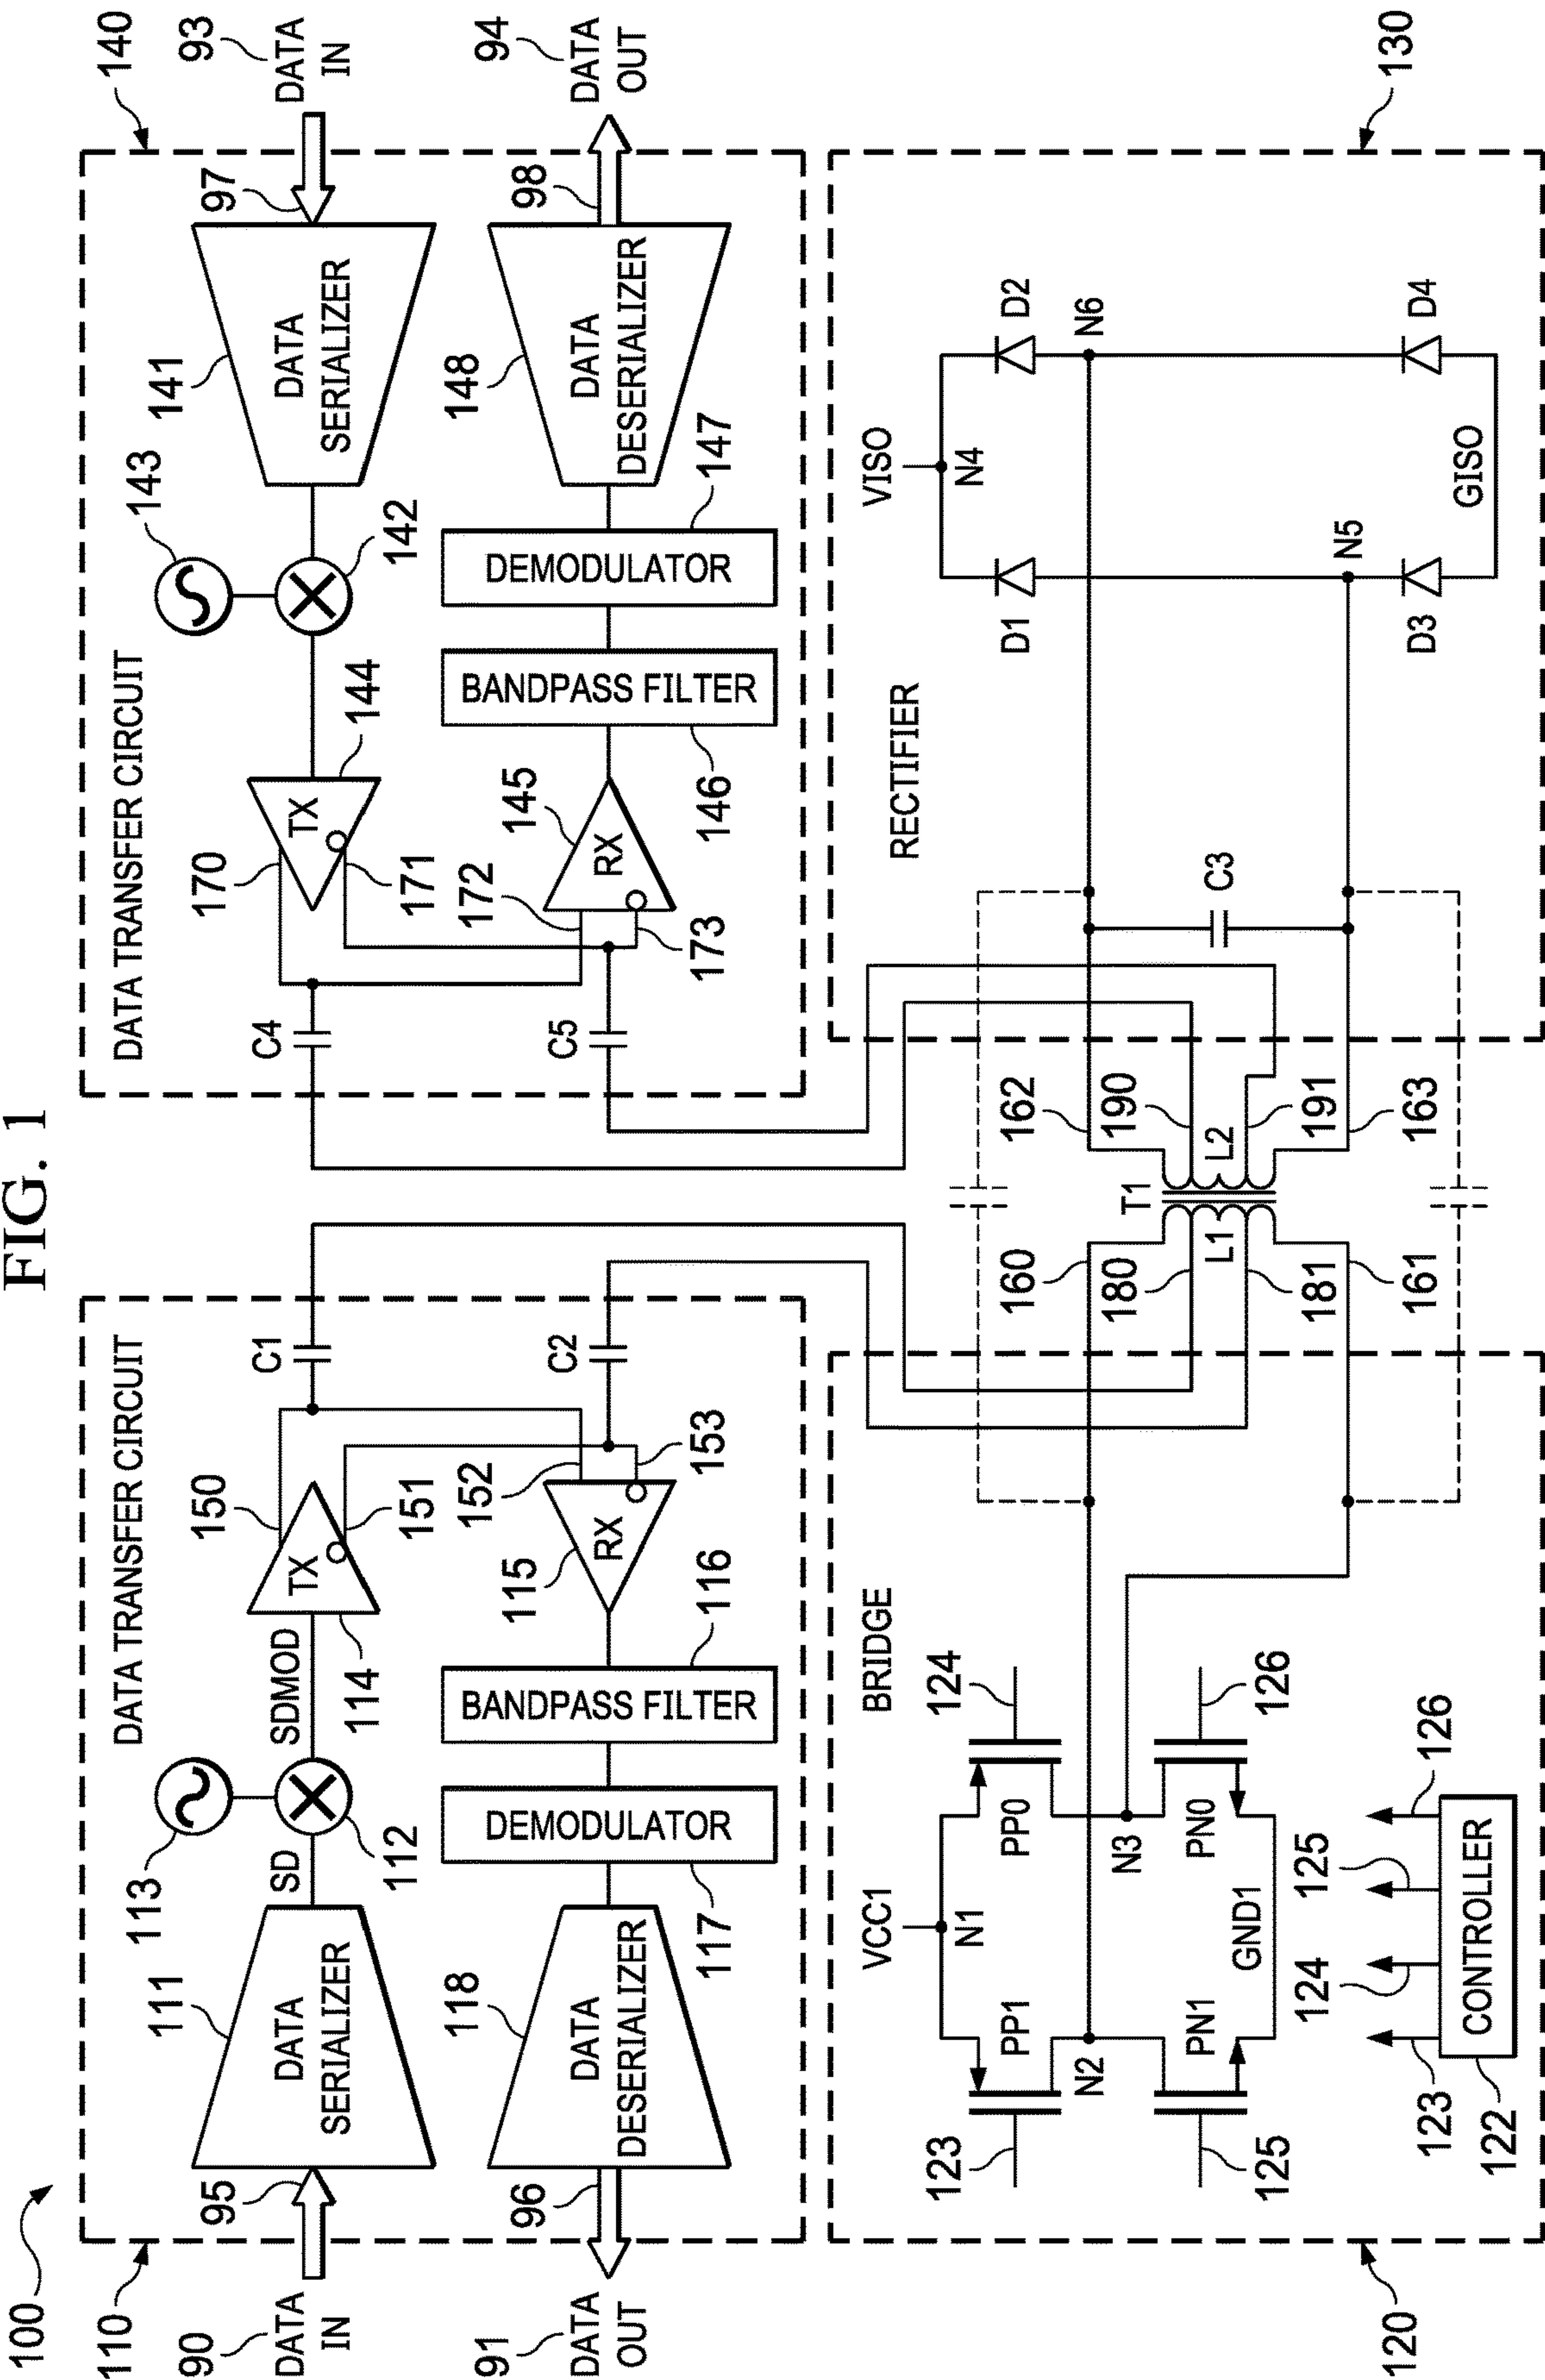 FIG. 1
100
110
90
DATA
IN
95
111
DATA
SERIALIZER
SD
113
112
SDMOD
114
TX
150
151
C1
DATA TRANSFER CIRCUIT
91
DATA
OUT
96
118
DATA
DESERIALIZER
117
DEMODULATOR
116
BANDPASS FILTER
115
RX
152
153
C2
DATA TRANSFER CIRCUIT
140
93
DATA
IN
97
141
DATA
SERIALIZER
143
142
144
TX
170
171
C4
94
DATA
OUT
98
148
DATA
DESERIALIZER
147
DEMODULATOR
146
BANDPASS FILTER
145
RX
172
173
C5
120
BRIDGE
VCC1
N1
123
PP1
124
PP0
N2
N3
125
PN1
126
PN0
GND1
123
124
125
126
CONTROLLER
122
160
180
181
161
L1
T1
L2
162
190
191
163
130
RECTIFIER
C3
VISO
N4
D1
D2
N6
N5
D3
D4
GISO